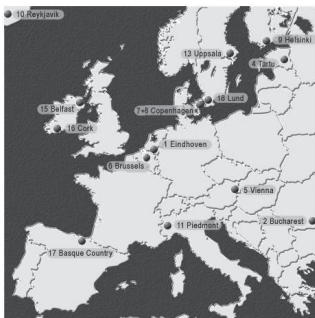 10 Reykjavik
9 Helsinki
13 Uppsala
4 Tartu
15 Belfast
18 Lund
7+8 Copenhagen
16 Cork
1 Eindhoven
6 Brussels
5 Vienna
2 Bucharest
11 Piedmont
17 Basque Country